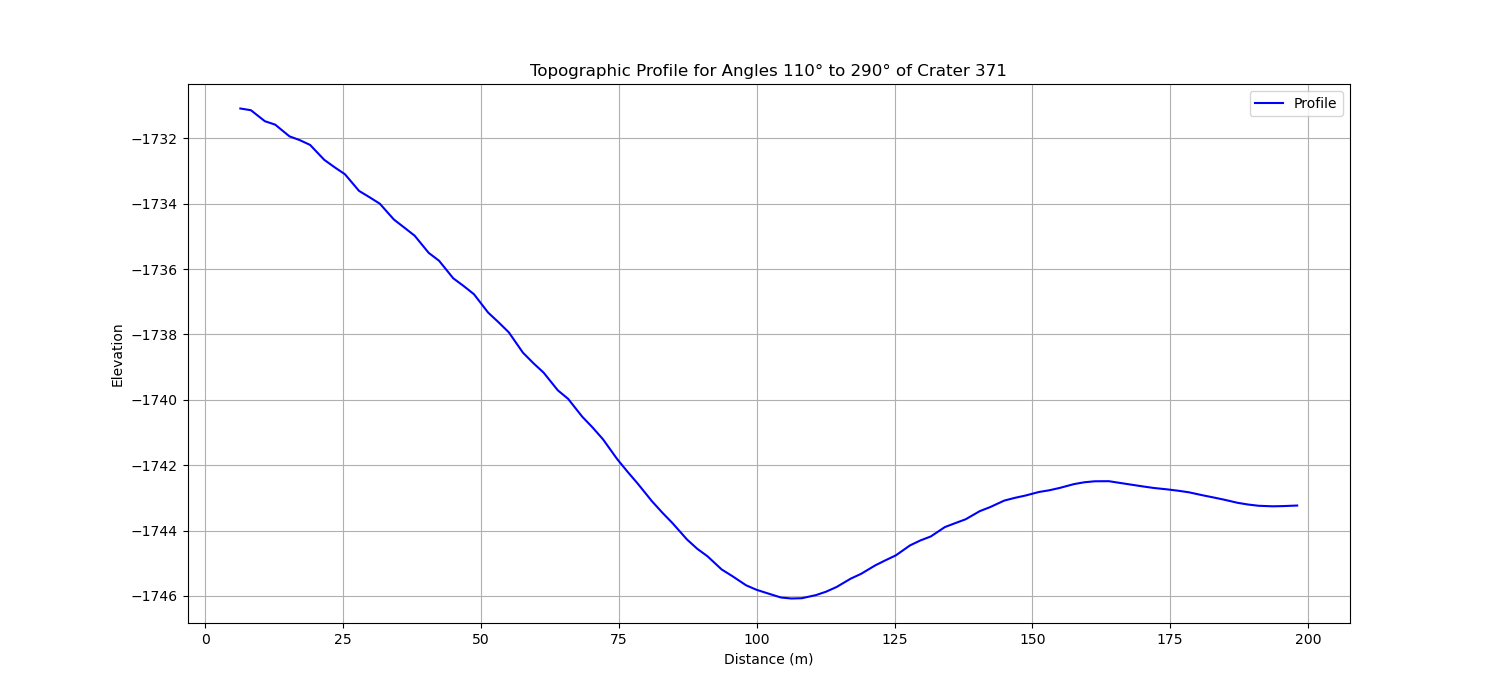 Topographic Profile for Angles 110° to 290° of Crater 371
Profile
−1732
−1734
−1736
−1738
−1740
−1742
−1744
−1746
Elevation
0 25 50 75 100 125 150 175 200
Distance (m)